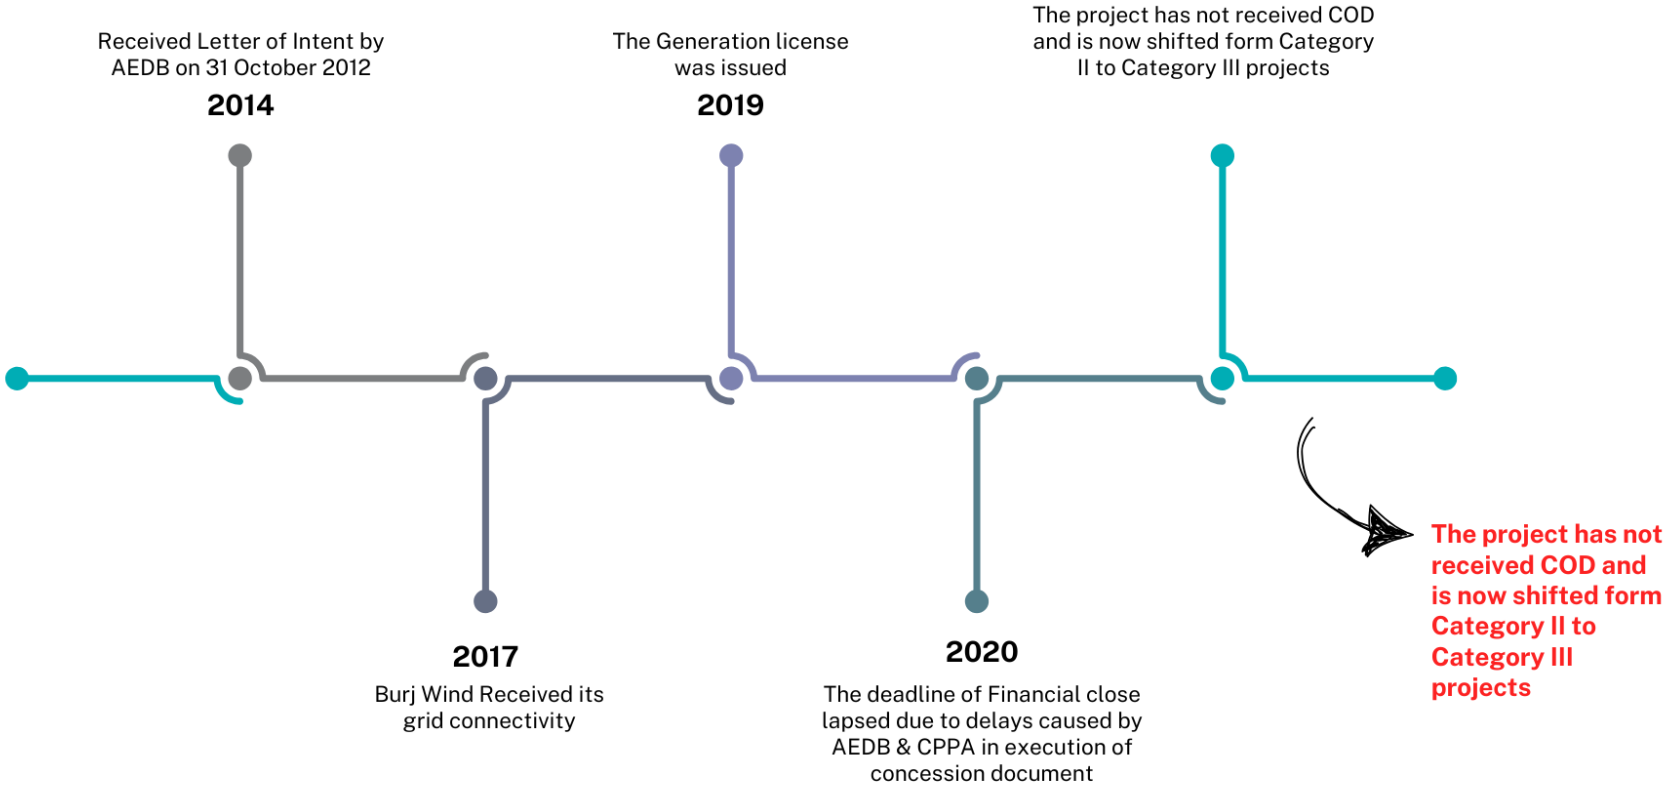 Received Letter of Intent by
AEDB on 31 October 2012
2014
The Generation license
was issued
2019
The project has not received COD
and is now shifted form Category
II to Category III projects
2017
Burj Wind Received its
grid connectivity
2020
The deadline of Financial close
lapsed due to delays caused by
AEDB & CPPA in execution of
concession document
The project has not
received COD and
is now shifted form
Category II to
Category III
projects